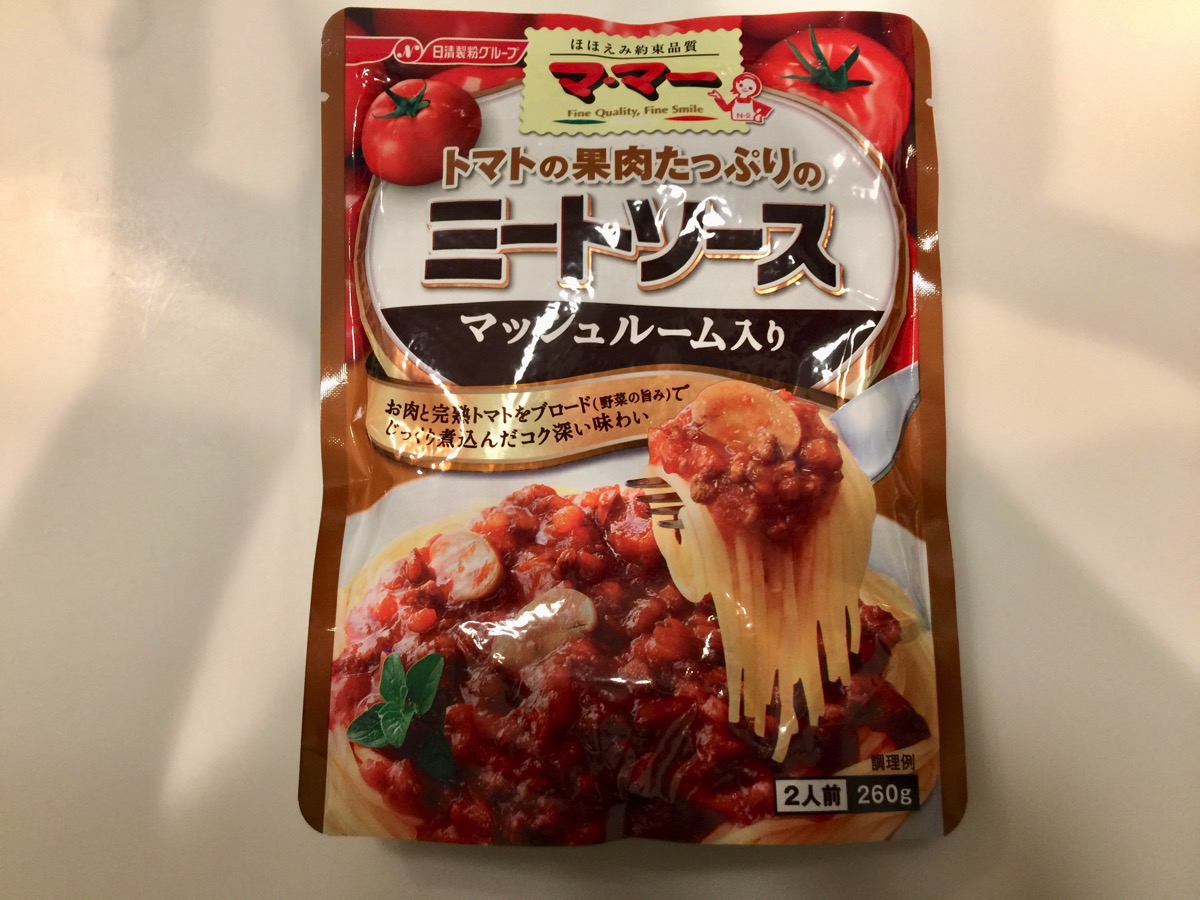 日清製粉グループ
ほほえみ約束品質
マ・マー
Fine Quality, Fine Smile
トマトの果肉たっぷりの
ミートソース
マッシュルーム入り
お肉と完熟トマトをブロード(野菜の旨み)で
じっくり煮込んだコク深い味わい
調理例
2人前 260g